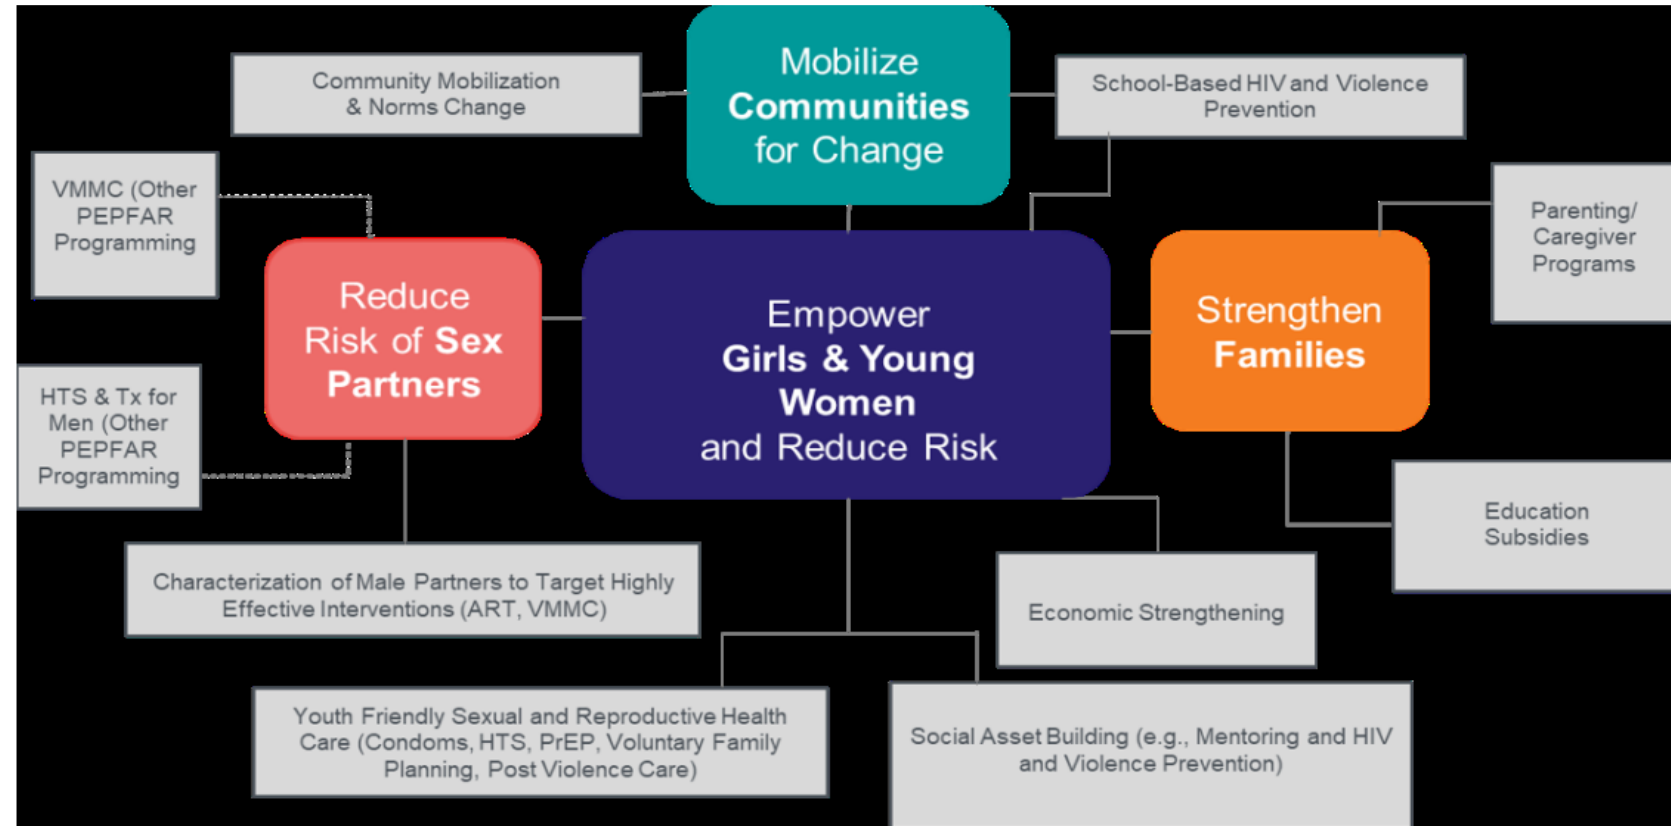 Mobilize
Communities
for Change
Community Mobilization
& Norms Change
School-Based HIV and Violence
Prevention
VMMC (Other
PEPFAR
Programming
Parenting/
Caregiver
Programs
Reduce
Risk of Sex
Partners
Empower
Girls & Young
Women
and Reduce Risk
Strengthen
Families
HTS & Tx for
Men (Other
PEPFAR
Programming
Education
Subsidies
Characterization of Male Partners to Target Highly
Effective Interventions (ART, VMMC)
Economic Strengthening
Youth Friendly Sexual and Reproductive Health
Care (Condoms, HTS, PrEP, Voluntary Family
Planning, Post Violence Care)
Social Asset Building (e.g., Mentoring and HIV
and Violence Prevention)